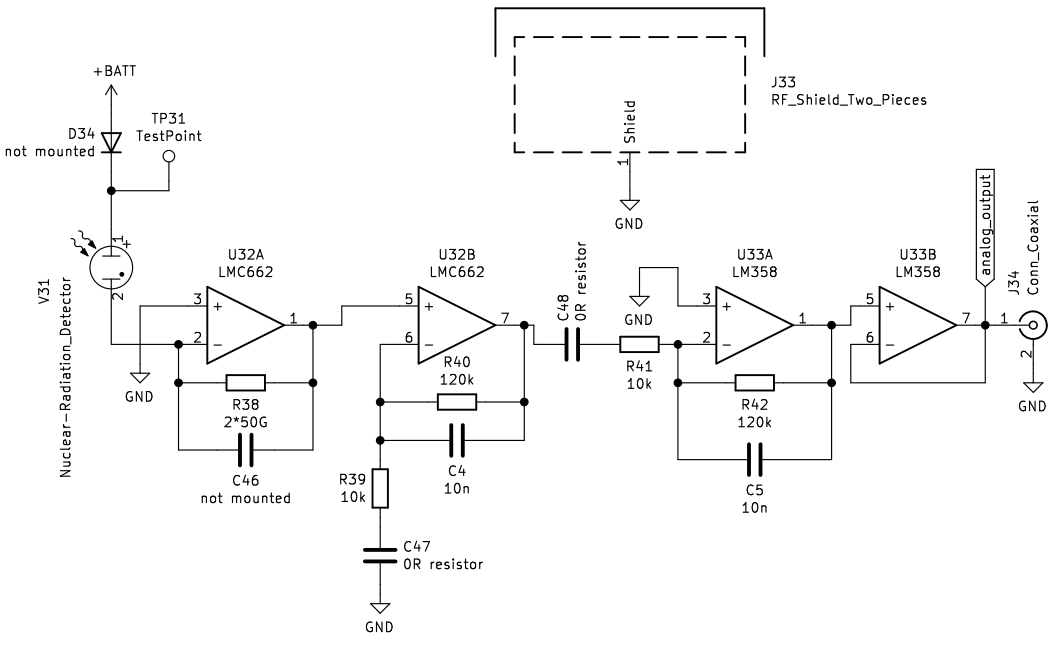 +BATT
D34
not mounted
TP31
TestPoint
1
+
2
V31
Nuclear-Radiation_Detector
U32A
LMC662
3
+
2
−
1
GND
R38
2*50G
C46
not mounted
U32B
LMC662
5
+
6
−
7
R40
120k
C4
10n
R39
10k
C47
0R resistor
GND
C48
0R resistor
R41
10k
J33
RF_Shield_Two_Pieces
Shield
1
GND
GND
U33A
LM358
3
+
2
−
1
R42
120k
C5
10n
U33B
LM358
5
+
6
−
7
analog_output
J34
Conn_Coaxial
1
2
GND